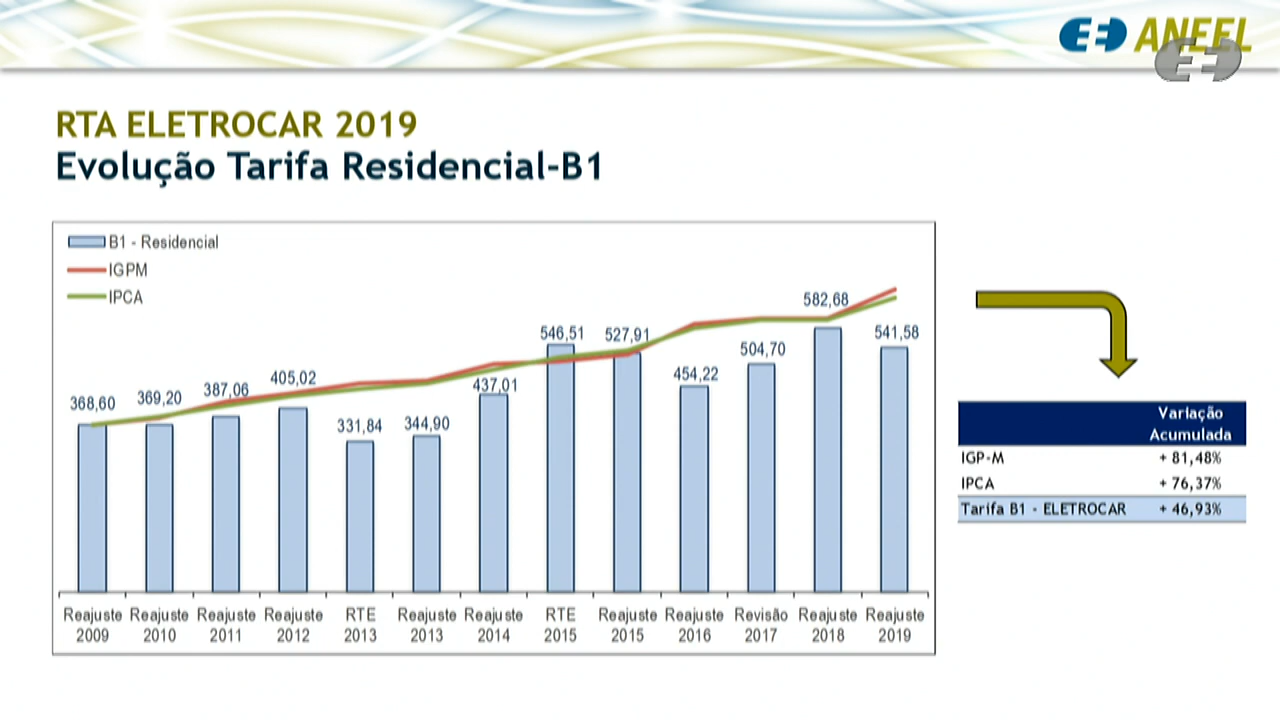 ANEEL
RTA ELETROCAR 2019
Evolução Tarifa Residencial-B1
B1 - Residencial
IGPM
IPCA
368,60
369,20
387,06
405,02
331,84
344,90
437,01
546,51
527,91
454,22
504,70
582,68
541,58
Reajuste 2009
Reajuste 2010
Reajuste 2011
Reajuste 2012
RTE 2013
Reajuste 2013
Reajuste 2014
RTE 2015
Reajuste 2015
Reajuste 2016
Revisão 2017
Reajuste 2018
Reajuste 2019
Variação
Acumulada
IGP-M + 81,48%
IPCA + 76,37%
Tarifa B1 - ELETROCAR + 46,93%